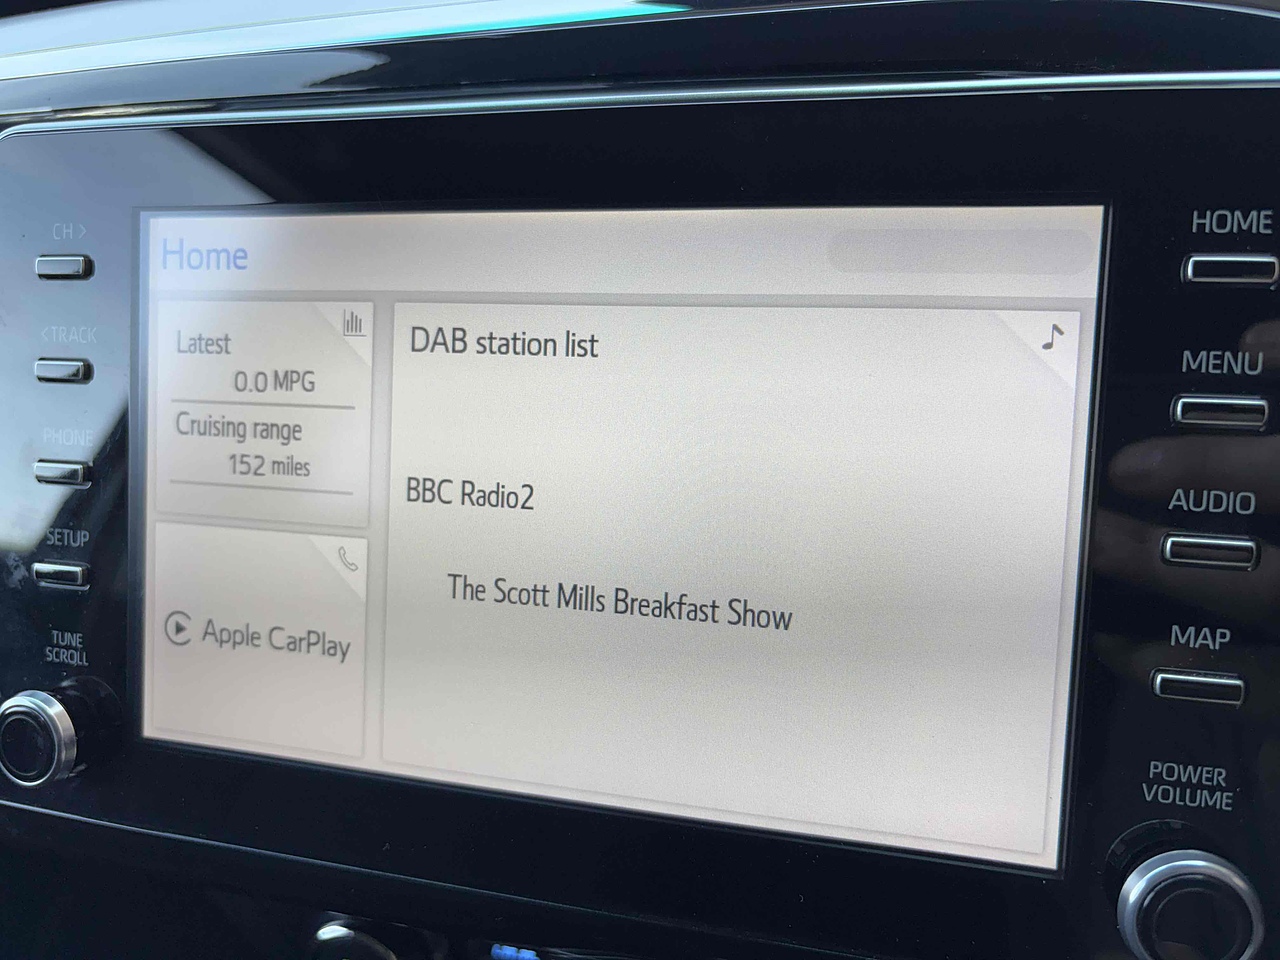 CH >
<TRACK
PHONE
SETUP
TUNE
SCROLL
Home
Latest
0.0 MPG
Cruising range
152 miles
Apple CarPlay
DAB station list
BBC Radio2
The Scott Mills Breakfast Show
HOME
MENU
AUDIO
MAP
POWER
VOLUME